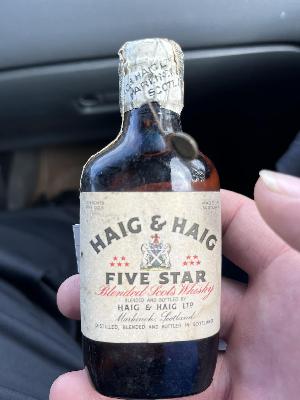 HAIG & HAIG
FIVE STAR
Blended Scots Whisky
BLENDED AND BOTTLED BY
HAIG & HAIG LTD
Markinch, Scotland
DISTILLED, BLENDED AND BOTTLED IN SCOTLAND